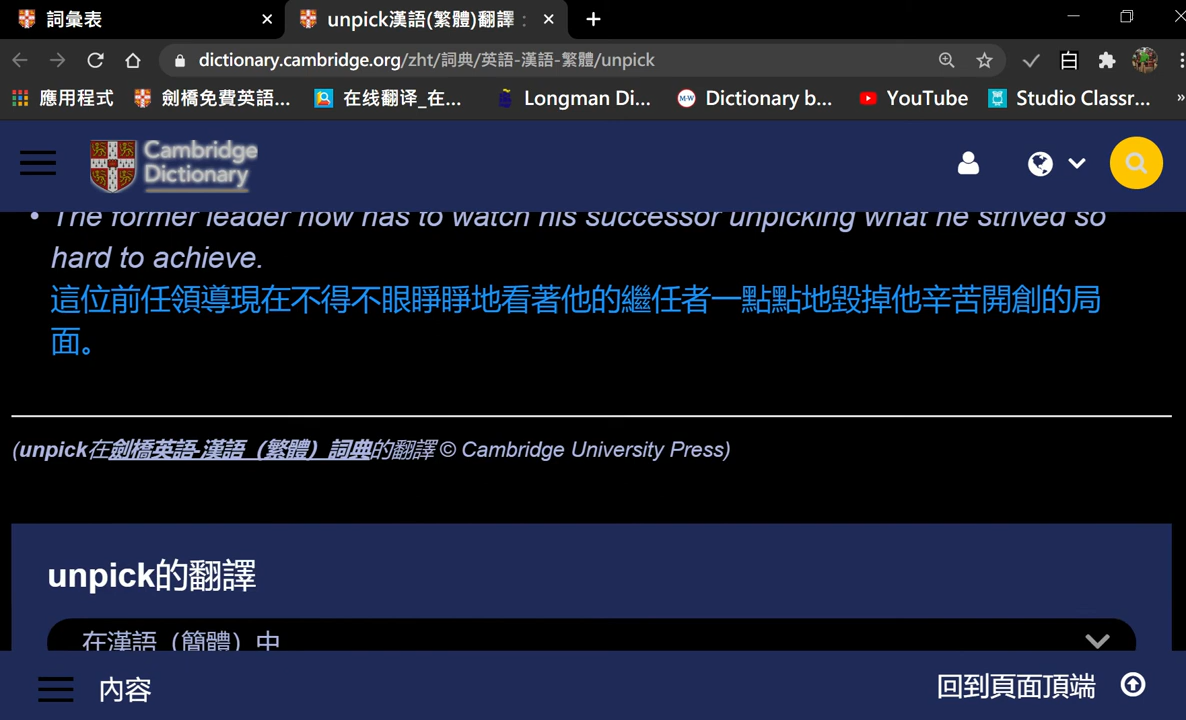 詞彙表
unpick漢語(繁體)翻譯：
dictionary.cambridge.org/zht/詞典/英語-漢語-繁體/unpick
白
應用程式 劍橋免費英語... 在线翻译_在... Longman Di... M-W Dictionary b... YouTube Studio Classr... »
Cambridge
Dictionary
• The former leader now has to watch his successor unpicking what he strived so
hard to achieve.
這位前任領導現在不得不眼睜睜地看著他的繼任者一點點地毀掉他辛苦開創的局
面。
(unpick在劍橋英語-漢語（繁體）詞典的翻譯 © Cambridge University Press)
unpick的翻譯
在漢語（簡體）中
內容
回到頁面頂端